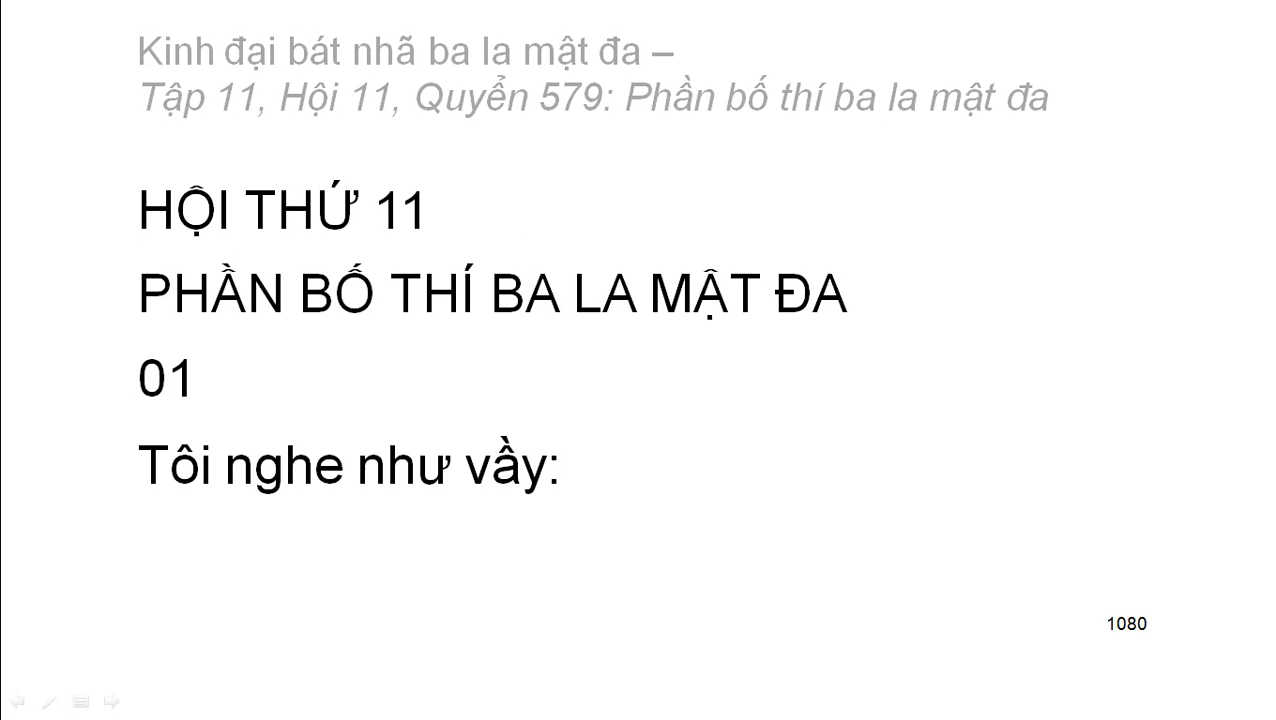 Kinh đại bát nhã ba la mật đa –
Tập 11, Hội 11, Quyển 579: Phần bố thí ba la mật đa
HỘI THỨ 11
PHẦN BỐ THÍ BA LA MẬT ĐA
01
Tôi nghe như vầy:
1080